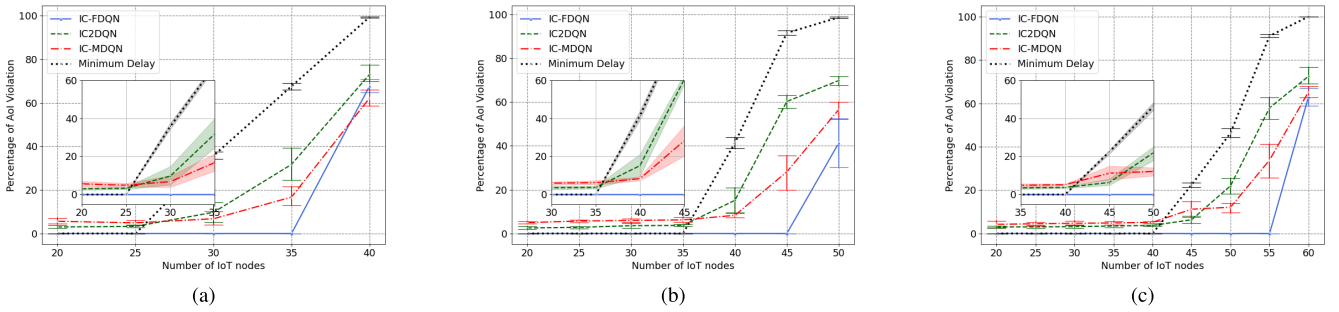 100
80
60
40
20
0
Percentage of AoI Violation
IC-FDQN
IC2DQN
IC-MDQN
Minimum Delay
60
40
20
0
20 25 30 35
20 25 30 35 40
Number of IoT nodes
(a)
100
80
60
40
20
0
Percentage of AoI Violation
IC-FDQN
IC2DQN
IC-MDQN
Minimum Delay
60
40
20
0
30 35 40 45
20 25 30 35 40 45 50
Number of IoT nodes
(b)
100
80
60
40
20
0
Percentage of AoI Violation
IC-FDQN
IC2DQN
IC-MDQN
Minimum Delay
60
40
20
0
35 40 45 50
20 25 30 35 40 45 50 55 60
Number of IoT nodes
(c)